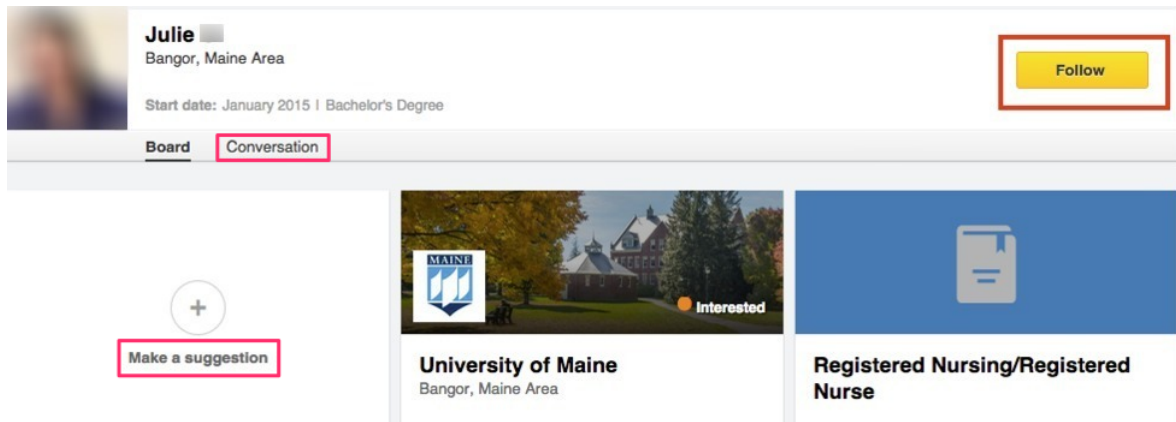 Julie
Bangor, Maine Area
Follow
Start date: January 2015 | Bachelor's Degree
Board Conversation
MAINE
Interested
+
Make a suggestion
University of Maine
Bangor, Maine Area
Registered Nursing/Registered
Nurse